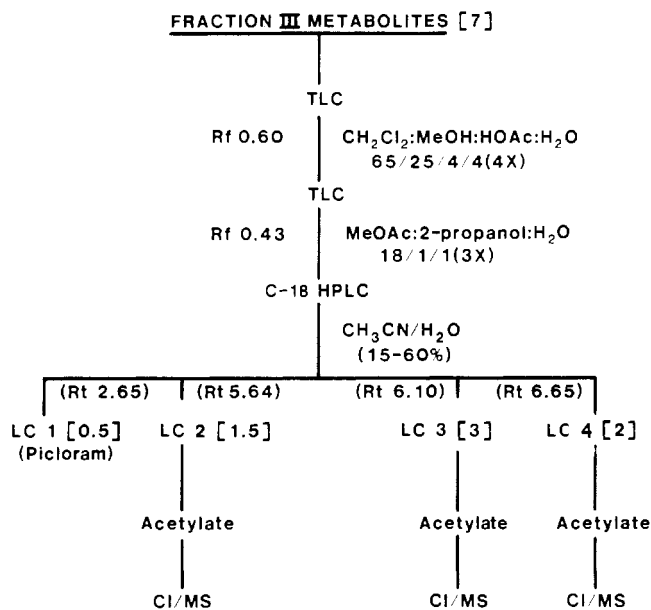 FRACTION III METABOLITES [7]
TLC
Rf 0.60
CH₂Cl₂:MeOH:HOAc:H₂O
65/25/4/4(4X)
TLC
Rf 0.43
MeOAc:2-propanol:H₂O
18/1/1(3X)
C-18 HPLC
CH₃CN/H₂O
(15-60%)
(Rt 2.65) (Rt 5.64) (Rt 6.10) (Rt 6.65)
LC 1 [0.5] LC 2 [1.5] LC 3 [3] LC 4 [2]
(Picloram)
Acetylate Acetylate Acetylate
CI/MS CI/MS CI/MS